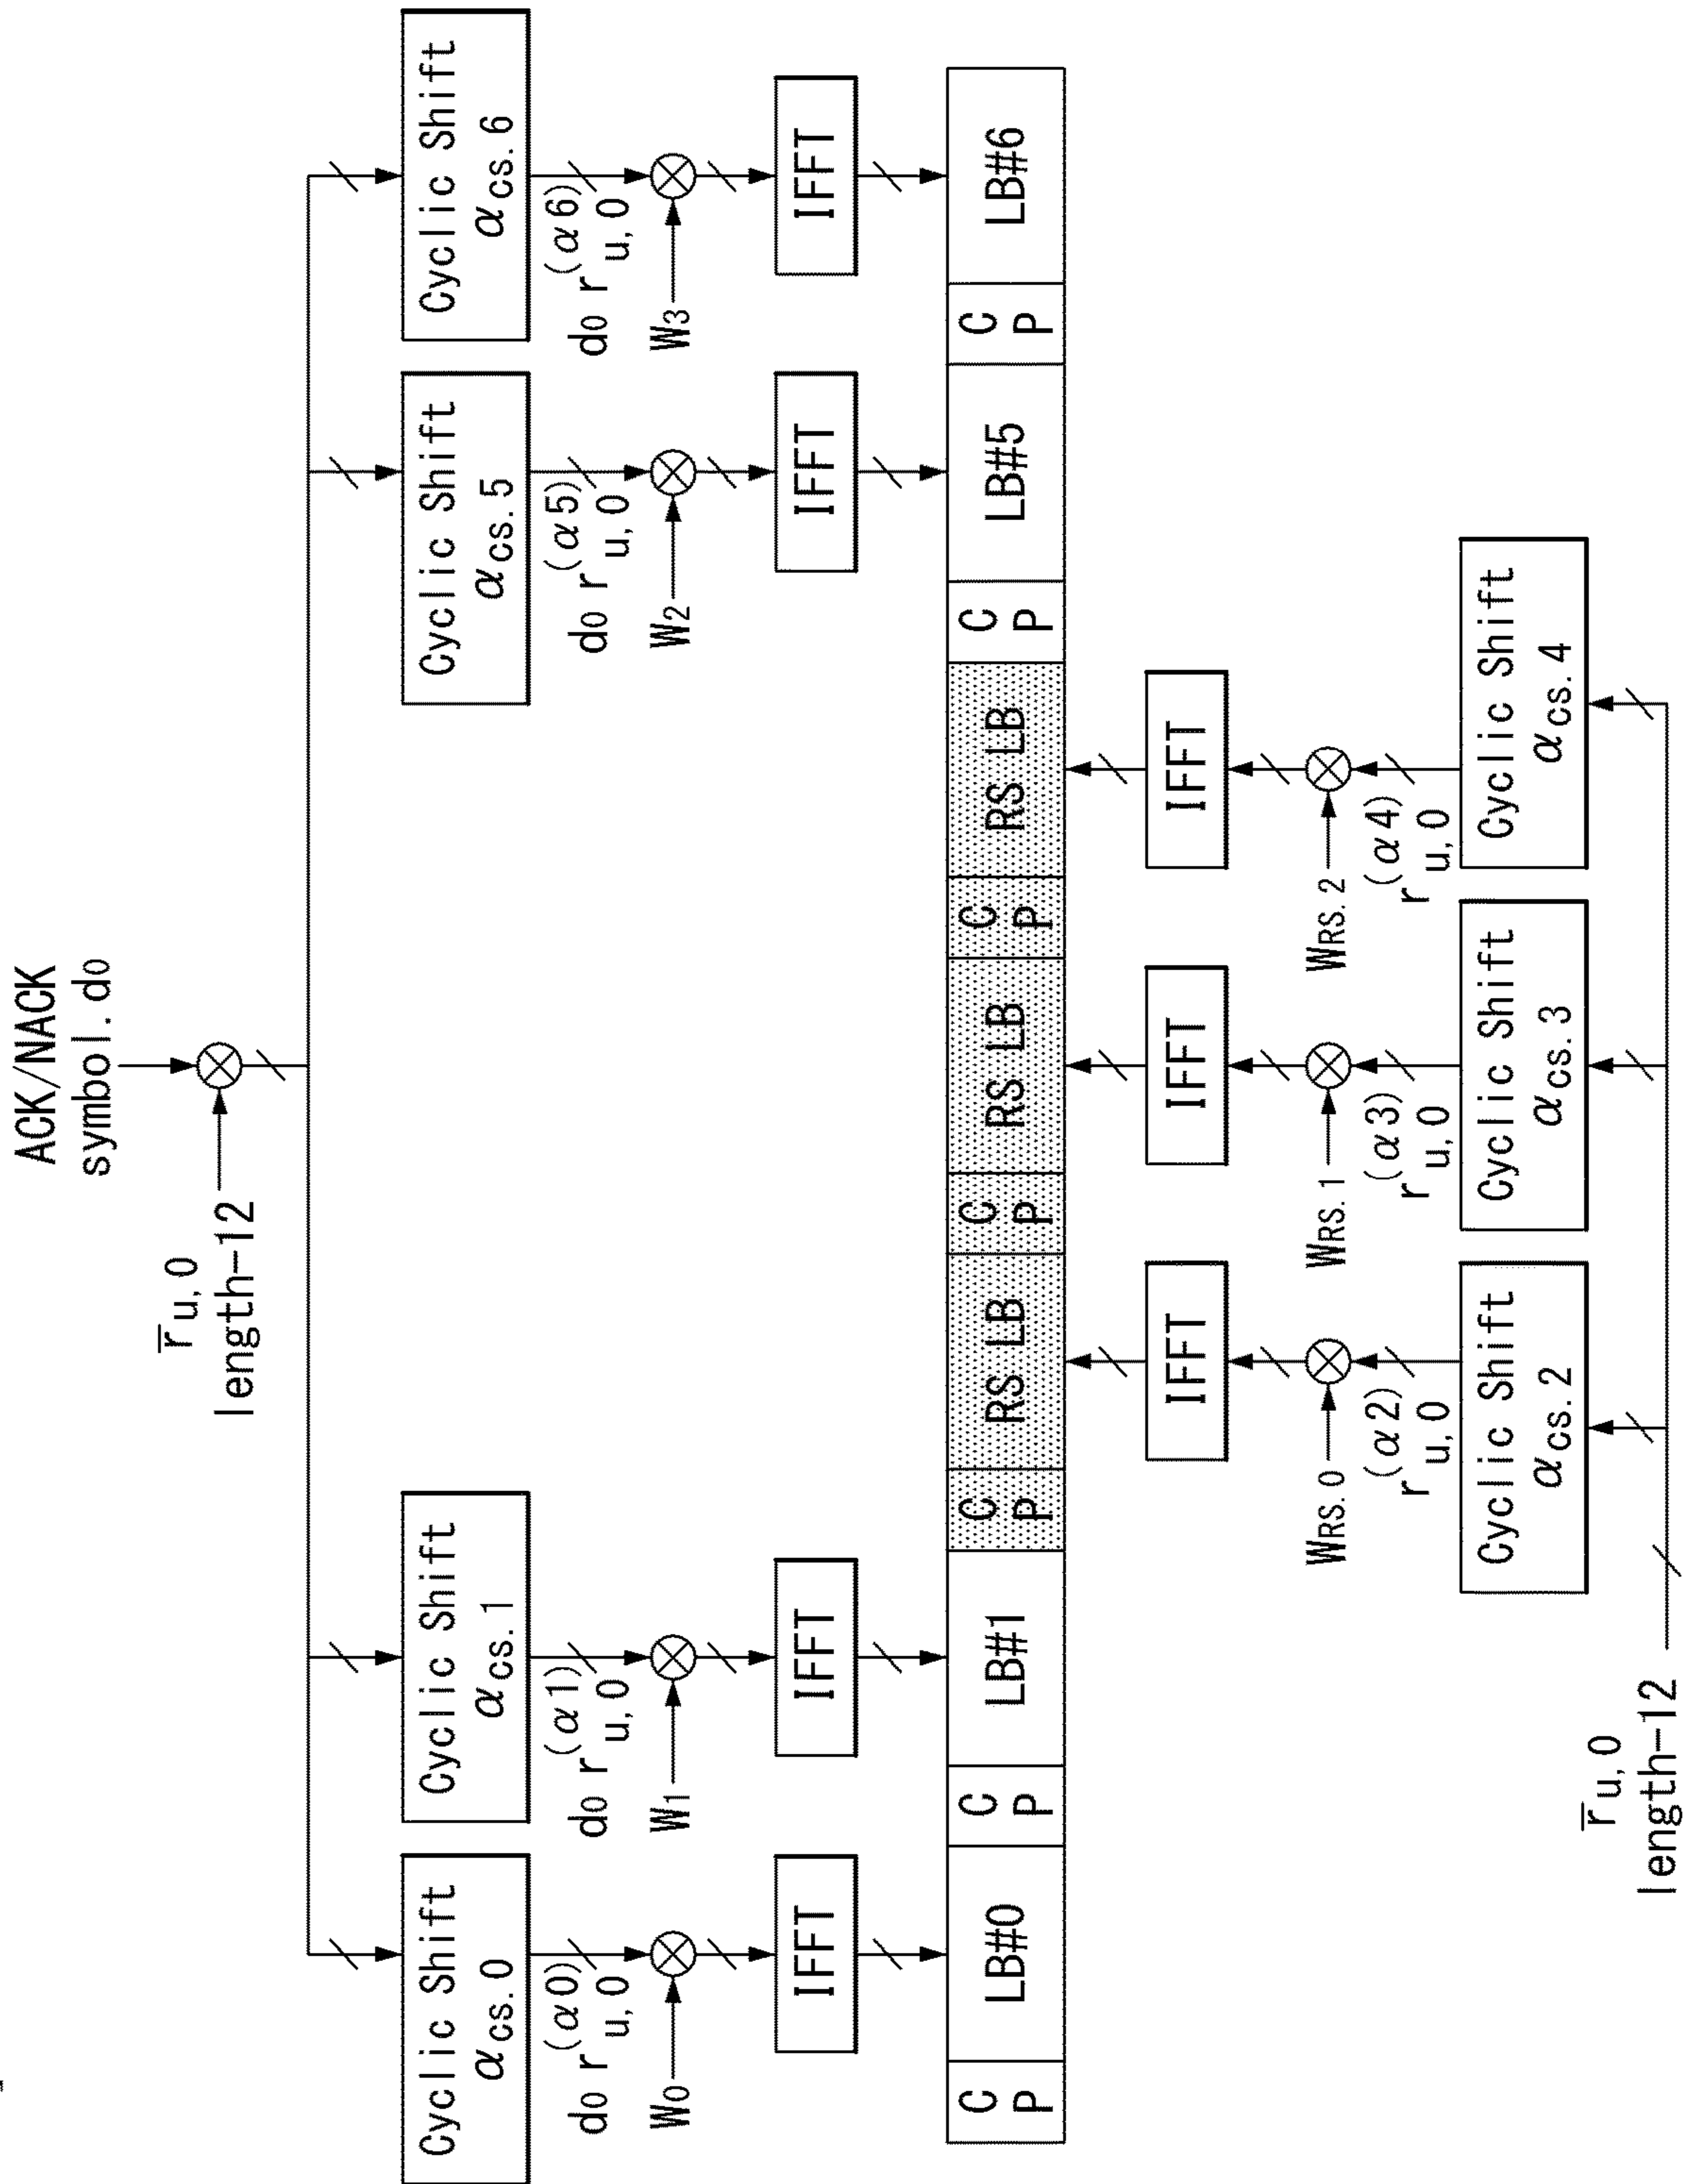 ACK/NACK
symbol. d0
r̅u,0
length-12
Cyclic Shift
αcs.0
Cyclic Shift
αcs.1
Cyclic Shift
αcs.5
Cyclic Shift
αcs.6
d0 r(α0)u,0
d0 r(α1)u,0
d0 r(α5)u,0
d0 r(α6)u,0
W0
W1
W2
W3
IFFT
IFFT
IFFT
IFFT
CP
LB#0
CP
LB#1
CP
RS LB
CP
RS LB
CP
RS LB
CP
LB#5
CP
LB#6
IFFT
IFFT
IFFT
WRS.0
WRS.1
WRS.2
r(α2)u,0
r(α3)u,0
r(α4)u,0
Cyclic Shift
αcs.2
Cyclic Shift
αcs.3
Cyclic Shift
αcs.4
r̅u,0
length-12